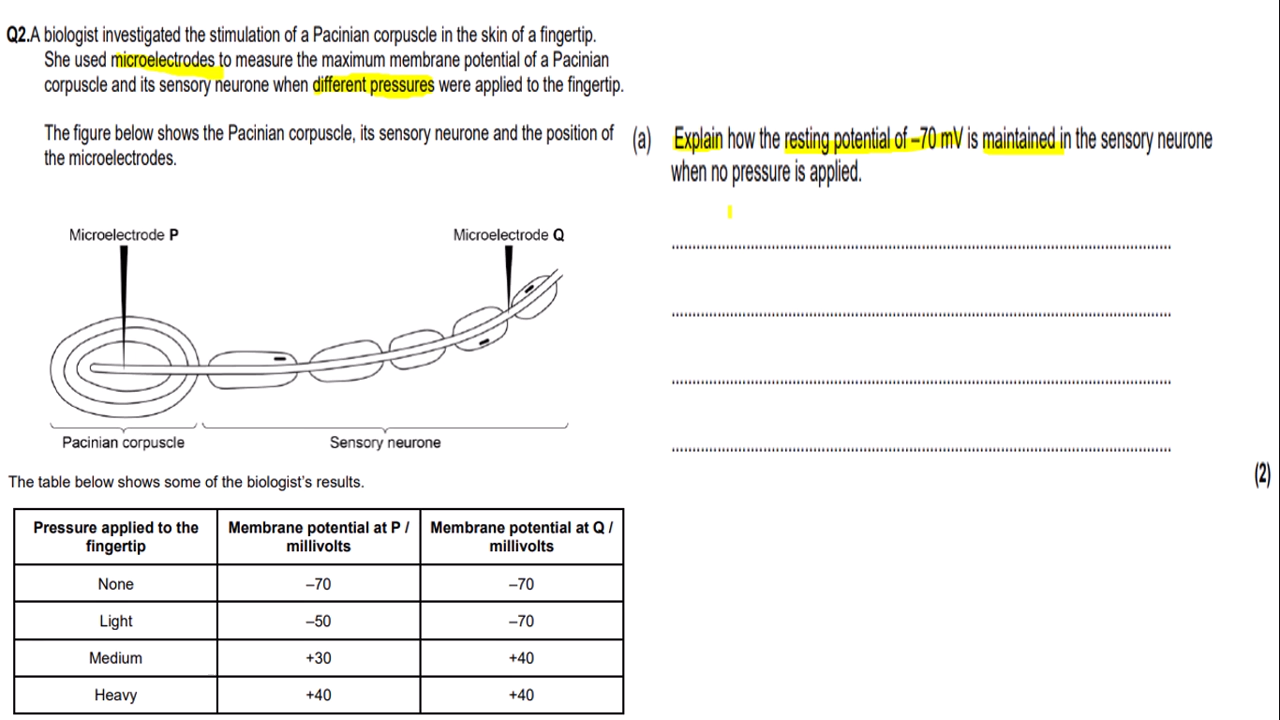 Q2.A biologist investigated the stimulation of a Pacinian corpuscle in the skin of a fingertip.
She used microelectrodes to measure the maximum membrane potential of a Pacinian
corpuscle and its sensory neurone when different pressures were applied to the fingertip.
The figure below shows the Pacinian corpuscle, its sensory neurone and the position of
the microelectrodes.
Microelectrode P
Microelectrode Q
Pacinian corpuscle
Sensory neurone
The table below shows some of the biologist's results.
Pressure applied to the fingertip | Membrane potential at P / millivolts | Membrane potential at Q / millivolts
None | –70 | –70
Light | –50 | –70
Medium | +30 | +40
Heavy | +40 | +40
(a) Explain how the resting potential of –70 mV is maintained in the sensory neurone
when no pressure is applied.
(2)